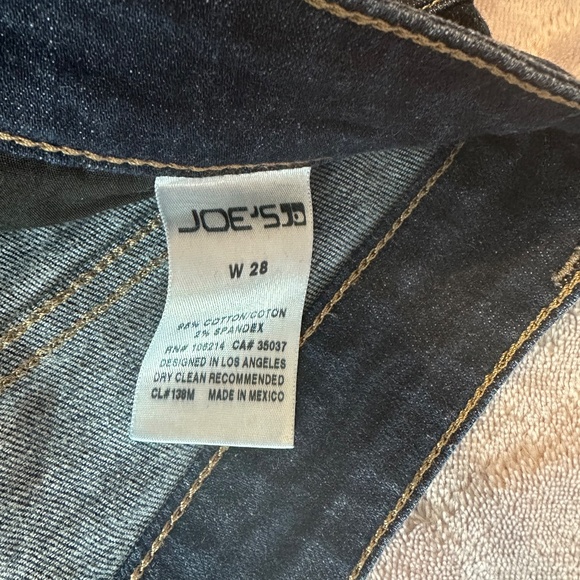 JOE'S
W 28
98% COTTON/COTON
2% SPANDEX
RN# 106214 CA# 35037
DESIGNED IN LOS ANGELES
DRY CLEAN RECOMMENDED
CL#138M MADE IN MEXICO